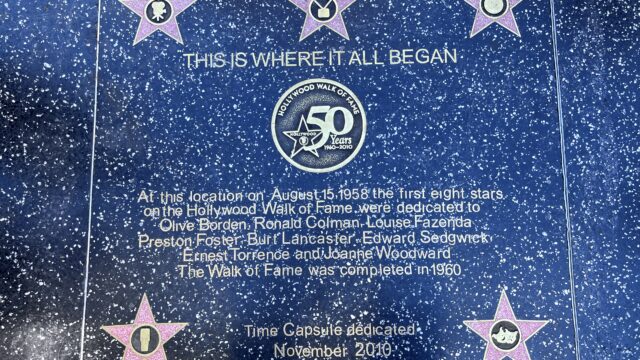 THIS IS WHERE IT ALL BEGAN
HOLLYWOOD WALK OF FAME
50
HOLLYWOOD
Years
1960-2010
At this location on August 15 1958 the first eight stars
on the Hollywood Walk of Fame were dedicated to
Olive Borden Ronald Colman Louise Fazenda
Preston Foster Burt Lancaster Edward Sedgwick
Ernest Torrence and Joanne Woodward
The Walk of Fame was completed in 1960
Time Capsule dedicated
November 2010